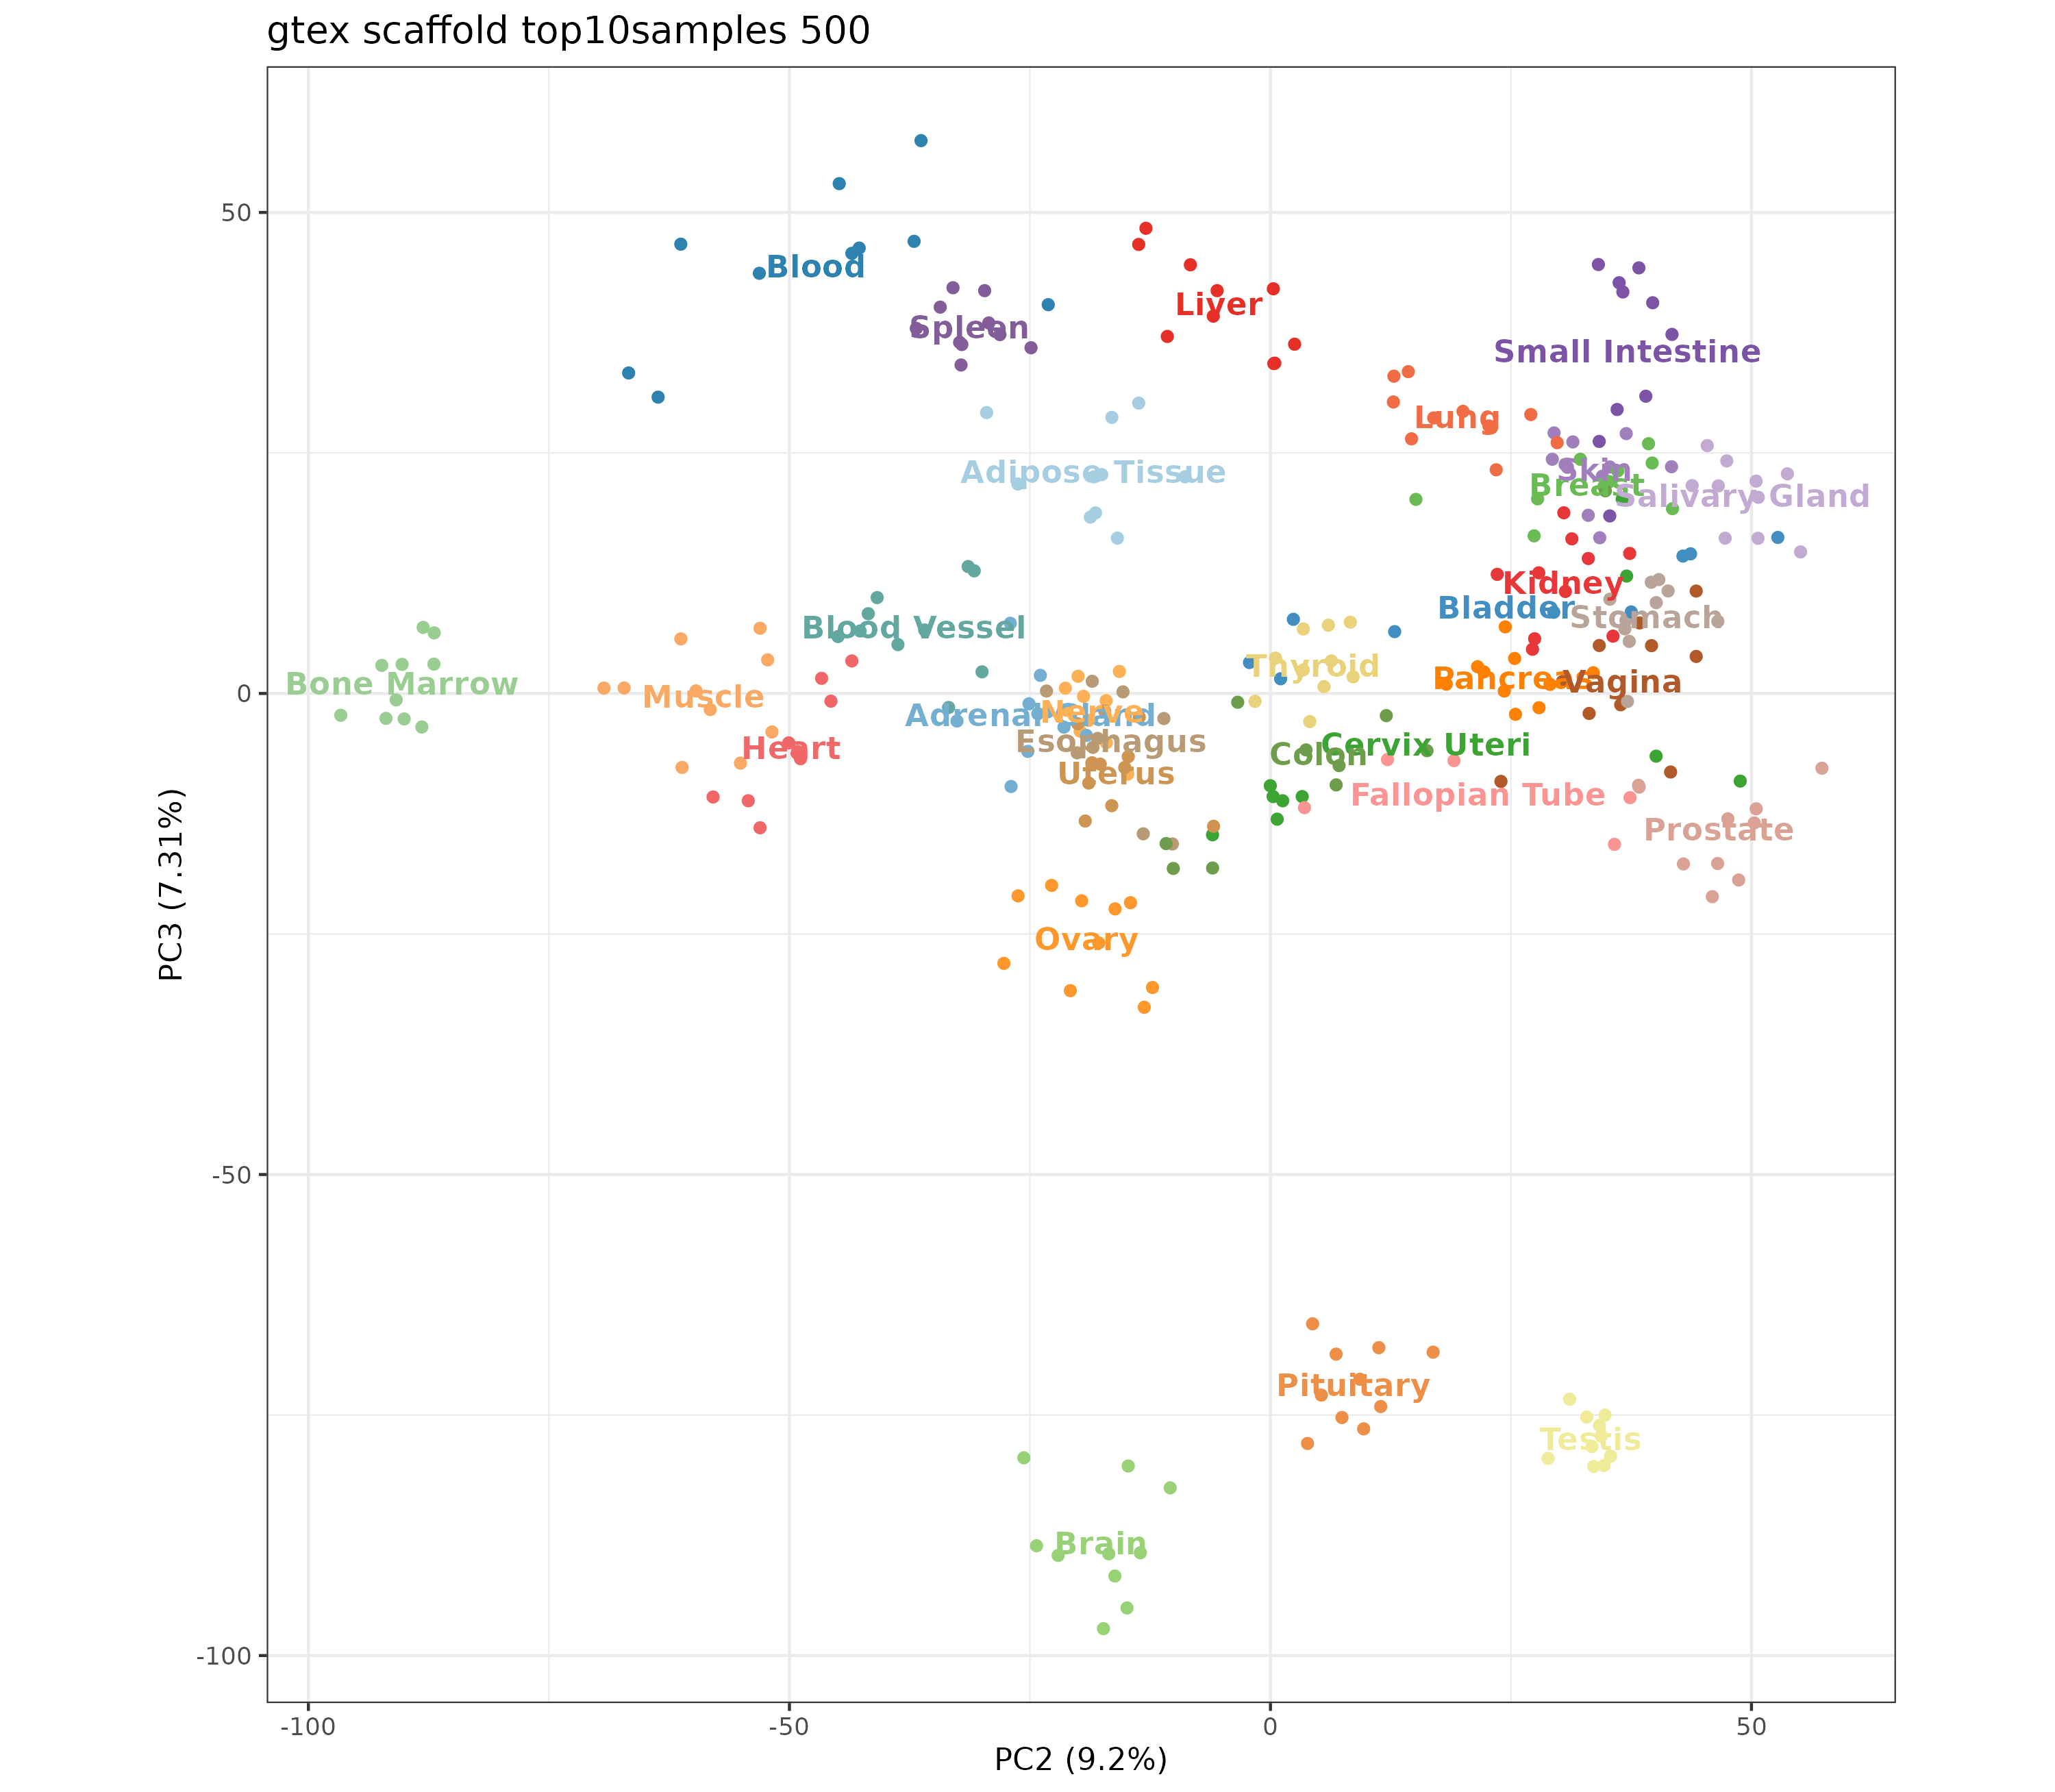 gtex scaffold top10samples 500
50
Blood
Liver
Spleen
Small Intestine
Lung
Adipose Tissue
Skin
Breast
Salivary Gland
Kidney
Bladder
Stomach
Blood Vessel
Thyroid
Bone Marrow
Pancreas
Vagina
0
Muscle
Adrenal Gland
Nerve
Heart
Esophagus
Cervix Uteri
Colon
Uterus
Fallopian Tube
Prostate
PC3 (7.31%)
Ovary
-50
Pituitary
Testis
Brain
-100
-100
-50
0
50
PC2 (9.2%)